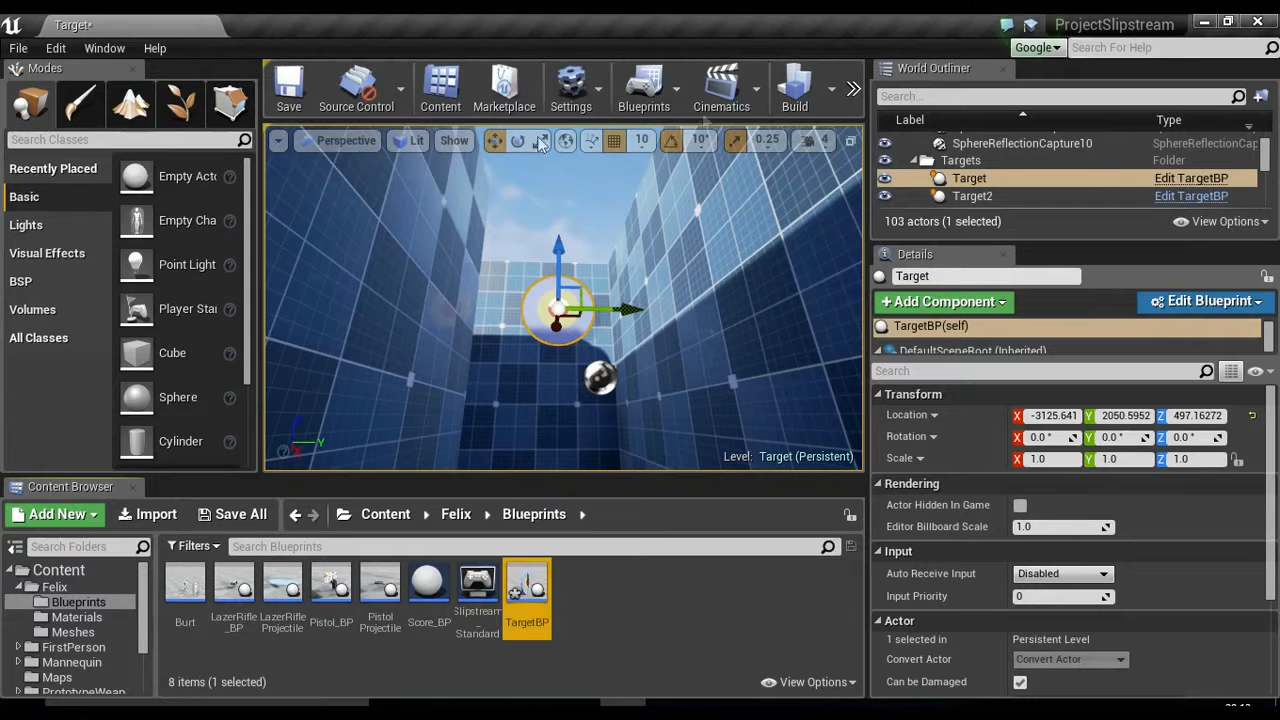 Target*
ProjectSlipstream
File Edit Window Help
Google
Search For Help
Modes
Search Classes
Recently Placed
Basic
Lights
Visual Effects
BSP
Volumes
All Classes
Empty Acto
Empty Cha
Point Light
Player Star
Cube
Sphere
Cylinder
Save
Source Control
Content
Marketplace
Settings
Blueprints
Cinematics
Build
Perspective
Lit
Show
10
10°
0.25
4
Z
Y
X
Level: Target (Persistent)
World Outliner
Search...
Label Type
SphereReflectionCapture10 SphereReflectionCap
Targets Folder
Target Edit TargetBP
Target2 Edit TargetBP
103 actors (1 selected) View Options
Details
Target
+Add Component
Edit Blueprint
TargetBP(self)
DefaultSceneRoot (Inherited)
Search
Transform
Location X -3125.641 Y 2050.5952 Z 497.16272
Rotation X 0.0 ° Y 0.0 ° Z 0.0 °
Scale X 1.0 Y 1.0 Z 1.0
Rendering
Actor Hidden In Game
Editor Billboard Scale 1.0
Input
Auto Receive Input Disabled
Input Priority 0
Actor
1 selected in Persistent Level
Convert Actor Convert Actor
Can be Damaged
Content Browser
Add New
Import
Save All
Content Felix Blueprints
Search Folders
Filters
Search Blueprints
Content
Felix
Blueprints
Materials
Meshes
FirstPerson
Mannequin
Maps
PrototypeWeap
Burt
LazerRifle
_BP
LazerRifle
Projectile
Pistol_BP
Pistol
Projectile
Score_BP
Slipstream_
Standard
TargetBP
8 items (1 selected)
View Options